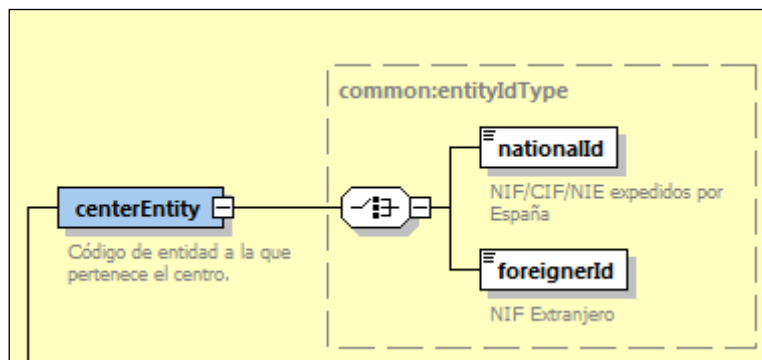 common:entityIdType
nationalId
NIF/CIF/NIE expedidos por
España
centerEntity
Código de entidad a la que
pertenece el centro.
foreignerId
NIF Extranjero